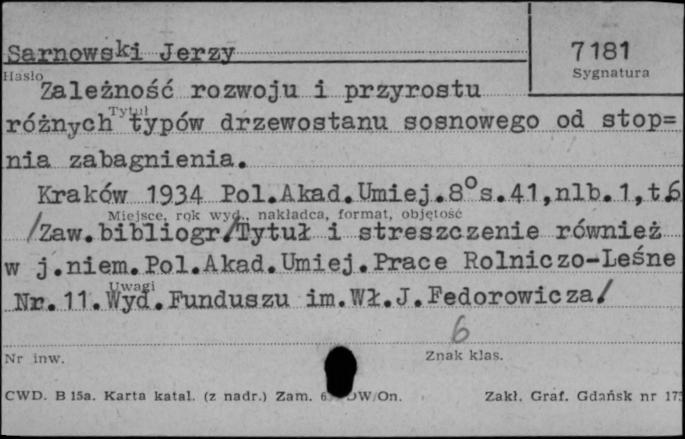 Sarnowski Jerzy
7181
Hasło
Sygnatura
Zależność rozwoju i przyrostu
Tytuł
różnych typów drzewostanu sosnowego od stop=
nia zabagnienia.
Kraków 1934 Pol.Akad.Umiej.8°s.41,nlb.1,t.6
Miejsce, rok wyd., nakładca, format, objętość
/Zaw.bibliogr./Tytuł i streszczenie również
w j.niem.Pol.Akad.Umiej.Prace Rolniczo-Leśne
Uwagi
Nr.11.Wyd.Funduszu im.Wł.J.Fedorowicza/
6
Nr inw.
Znak klas.
CWD. B 15a. Karta katal. (z nadr.) Zam. OW/On.
Zakł. Graf. Gdańsk nr 173